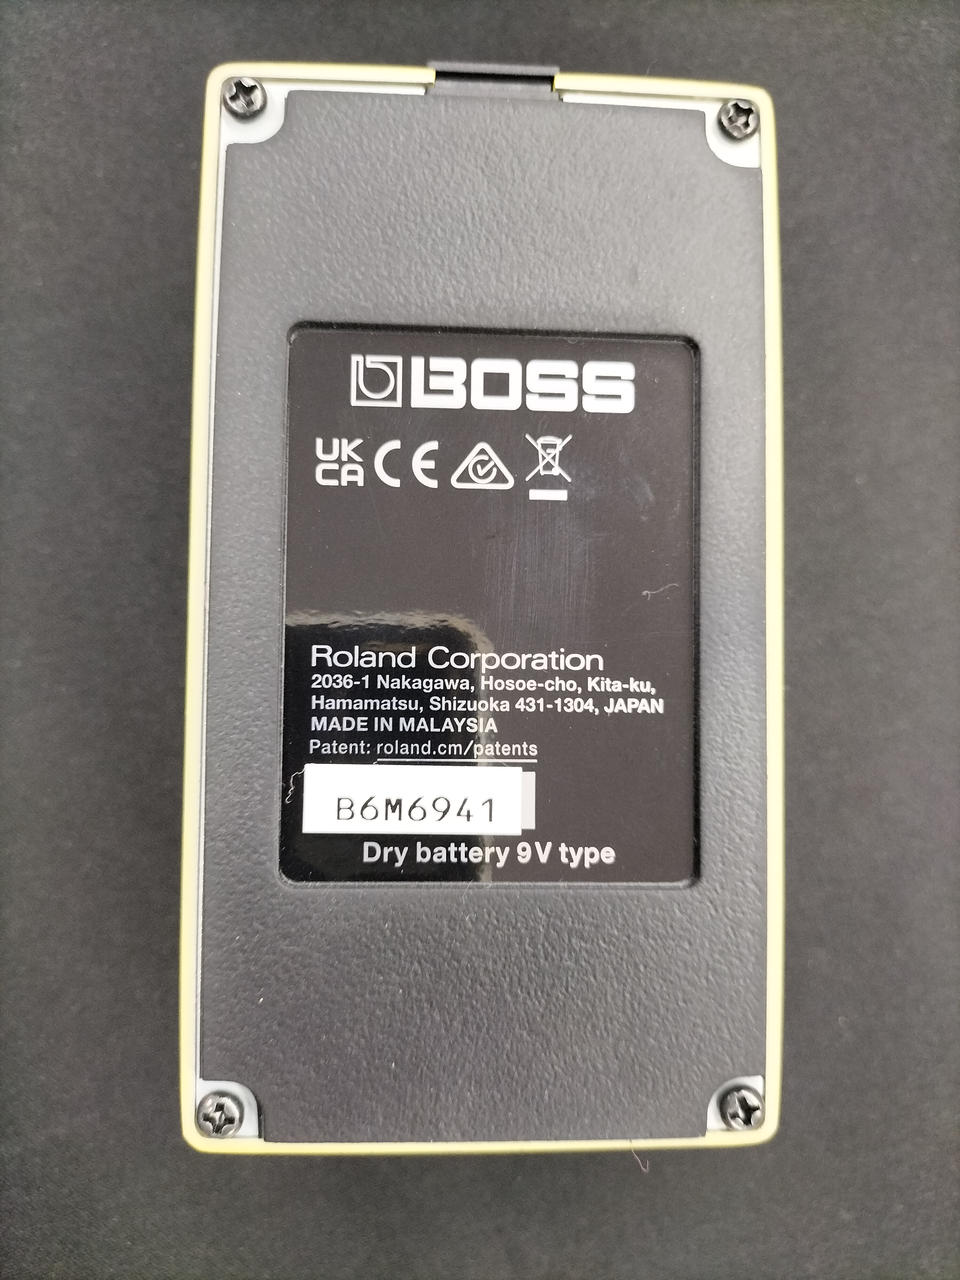 BOSS
UK
CA CE
Roland Corporation
2036-1 Nakagawa, Hosoe-cho, Kita-ku,
Hamamatsu, Shizuoka 431-1304, JAPAN
MADE IN MALAYSIA
Patent: roland.cm/patents
B6M6941
Dry battery 9V type